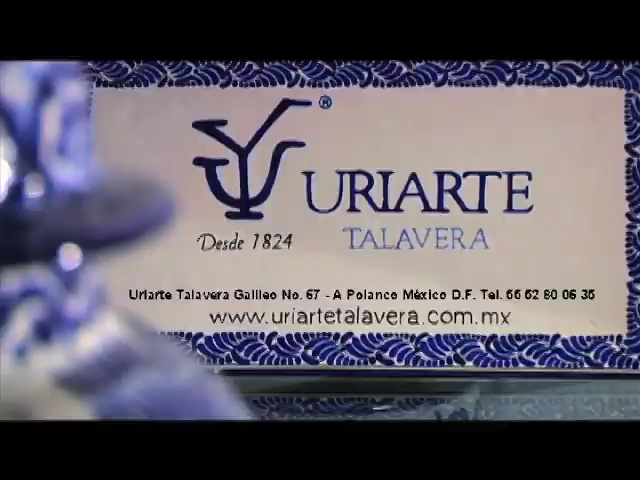 ®
URIARTE
Desde 1824 TALAVERA
Uriarte Talavera Galileo No. 67 - A Polanco México D.F. Tel. 55 52 80 06 35
www.uriartetalavera.com.mx